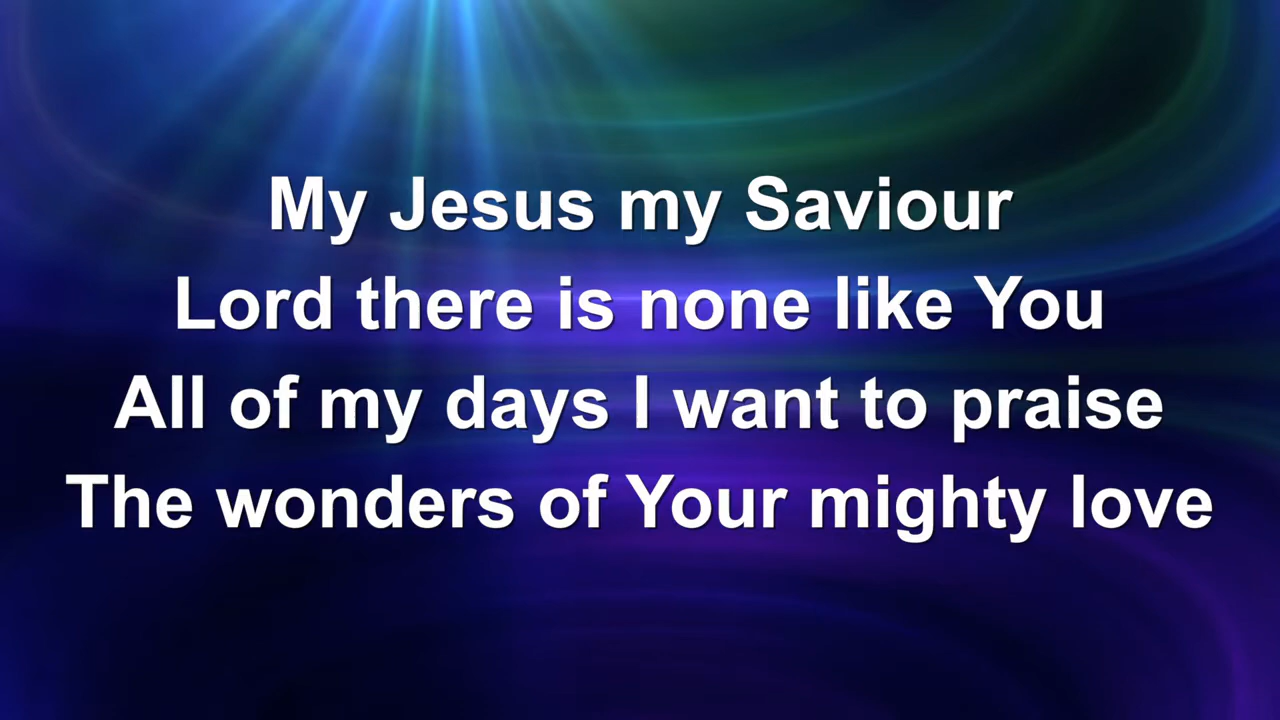 My Jesus my Saviour
Lord there is none like You
All of my days I want to praise
The wonders of Your mighty love